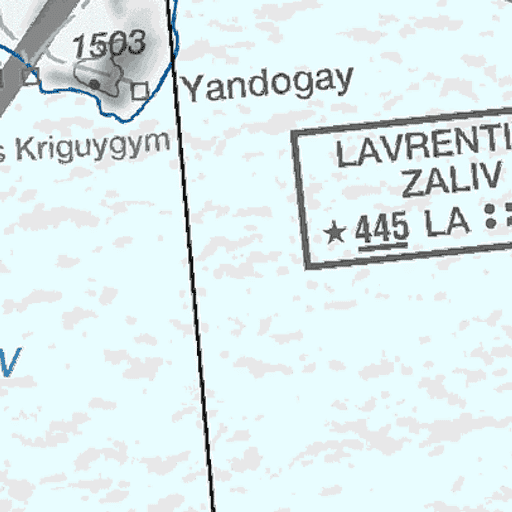 1503
Yandogay
s Kriguygym
LAVRENTI
ZALIV
★ 445 LA
V